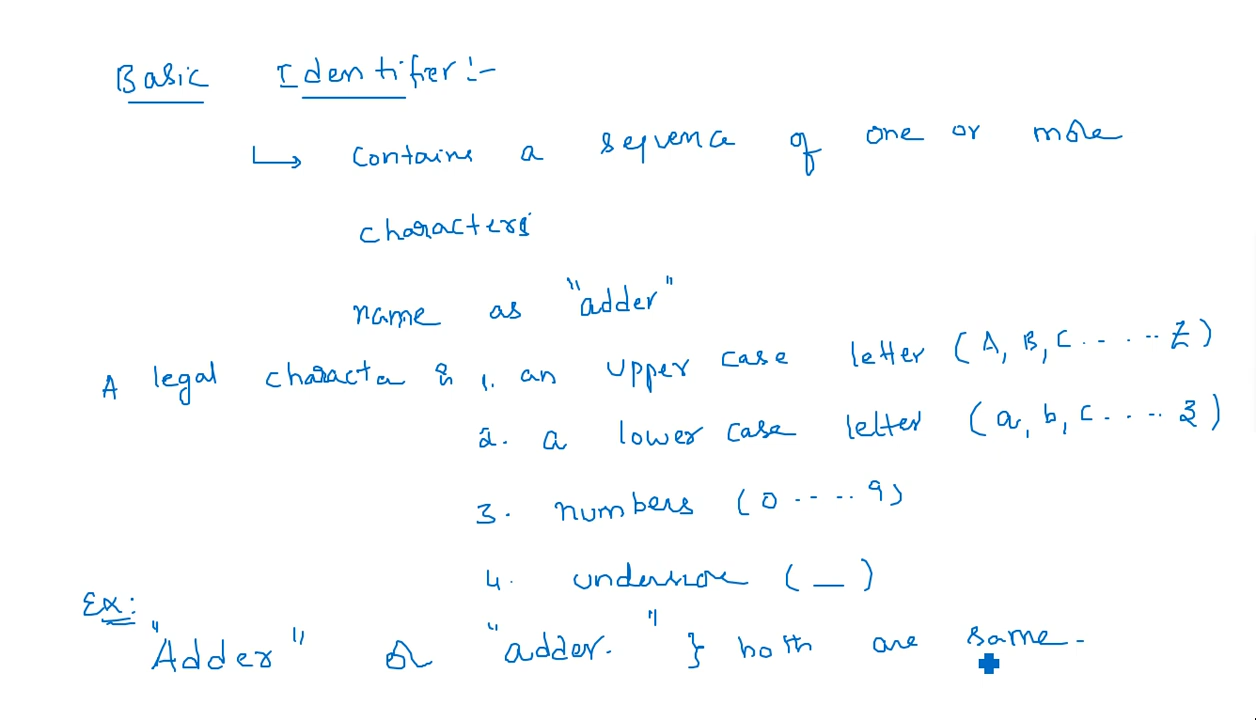 Basic Identifier :-
↳ Contains a sequence of one or more
characters
name as "adder"
A legal character is 1. an upper case letter (A, B, C - . . -- Z)
2. a lower case letter (a, b, c - . . -. z)
3. numbers (0 - - - . . 9)
4. underscore ( _ )
Ex:
"Adder" or "adder." } both are same -